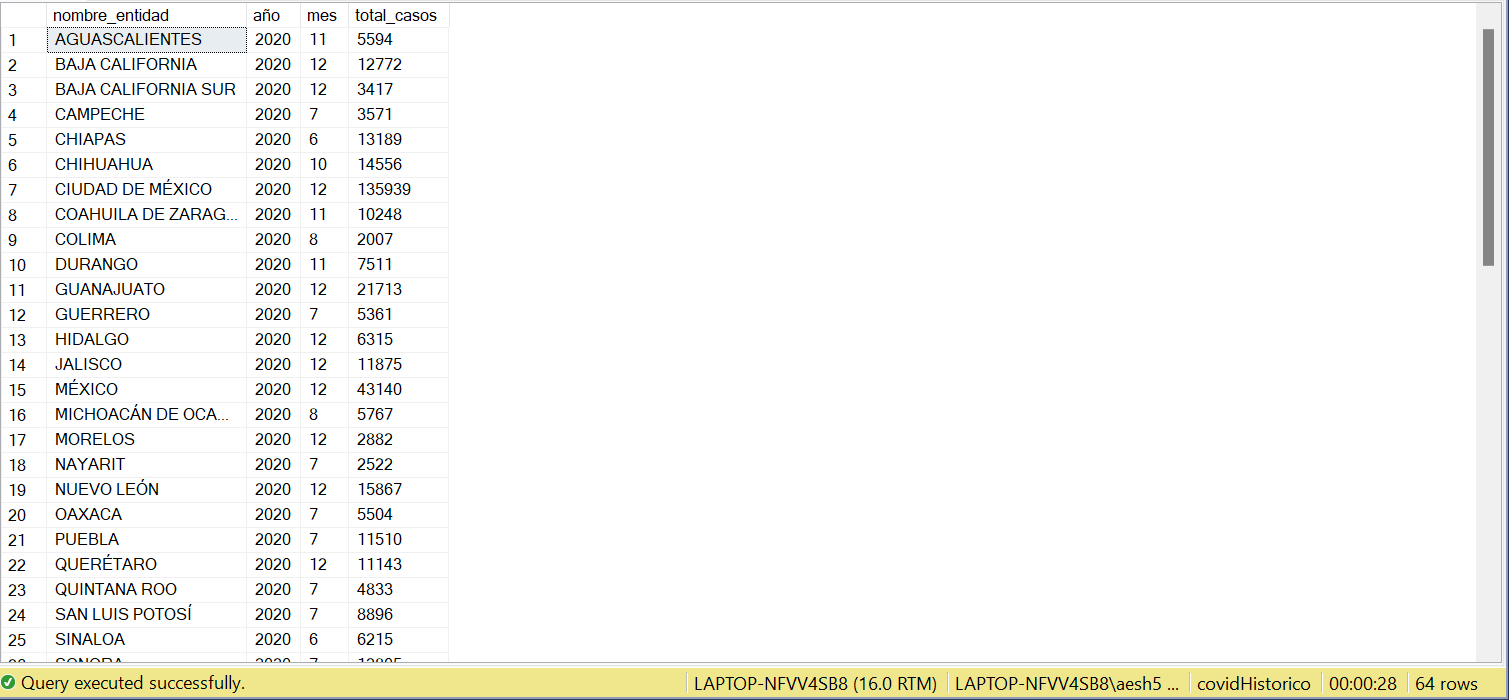 nombre_entidad año mes total_casos
1 AGUASCALIENTES 2020 11 5594
2 BAJA CALIFORNIA 2020 12 12772
3 BAJA CALIFORNIA SUR 2020 12 3417
4 CAMPECHE 2020 7 3571
5 CHIAPAS 2020 6 13189
6 CHIHUAHUA 2020 10 14556
7 CIUDAD DE MÉXICO 2020 12 135939
8 COAHUILA DE ZARAG... 2020 11 10248
9 COLIMA 2020 8 2007
10 DURANGO 2020 11 7511
11 GUANAJUATO 2020 12 21713
12 GUERRERO 2020 7 5361
13 HIDALGO 2020 12 6315
14 JALISCO 2020 12 11875
15 MÉXICO 2020 12 43140
16 MICHOACÁN DE OCA... 2020 8 5767
17 MORELOS 2020 12 2882
18 NAYARIT 2020 7 2522
19 NUEVO LEÓN 2020 12 15867
20 OAXACA 2020 7 5504
21 PUEBLA 2020 7 11510
22 QUERÉTARO 2020 12 11143
23 QUINTANA ROO 2020 7 4833
24 SAN LUIS POTOSÍ 2020 7 8896
25 SINALOA 2020 6 6215
SONORA 2020 7
Query executed successfully. LAPTOP-NFVV4SB8 (16.0 RTM) LAPTOP-NFVV4SB8\aesh5 ... covidHistorico 00:00:28 64 rows